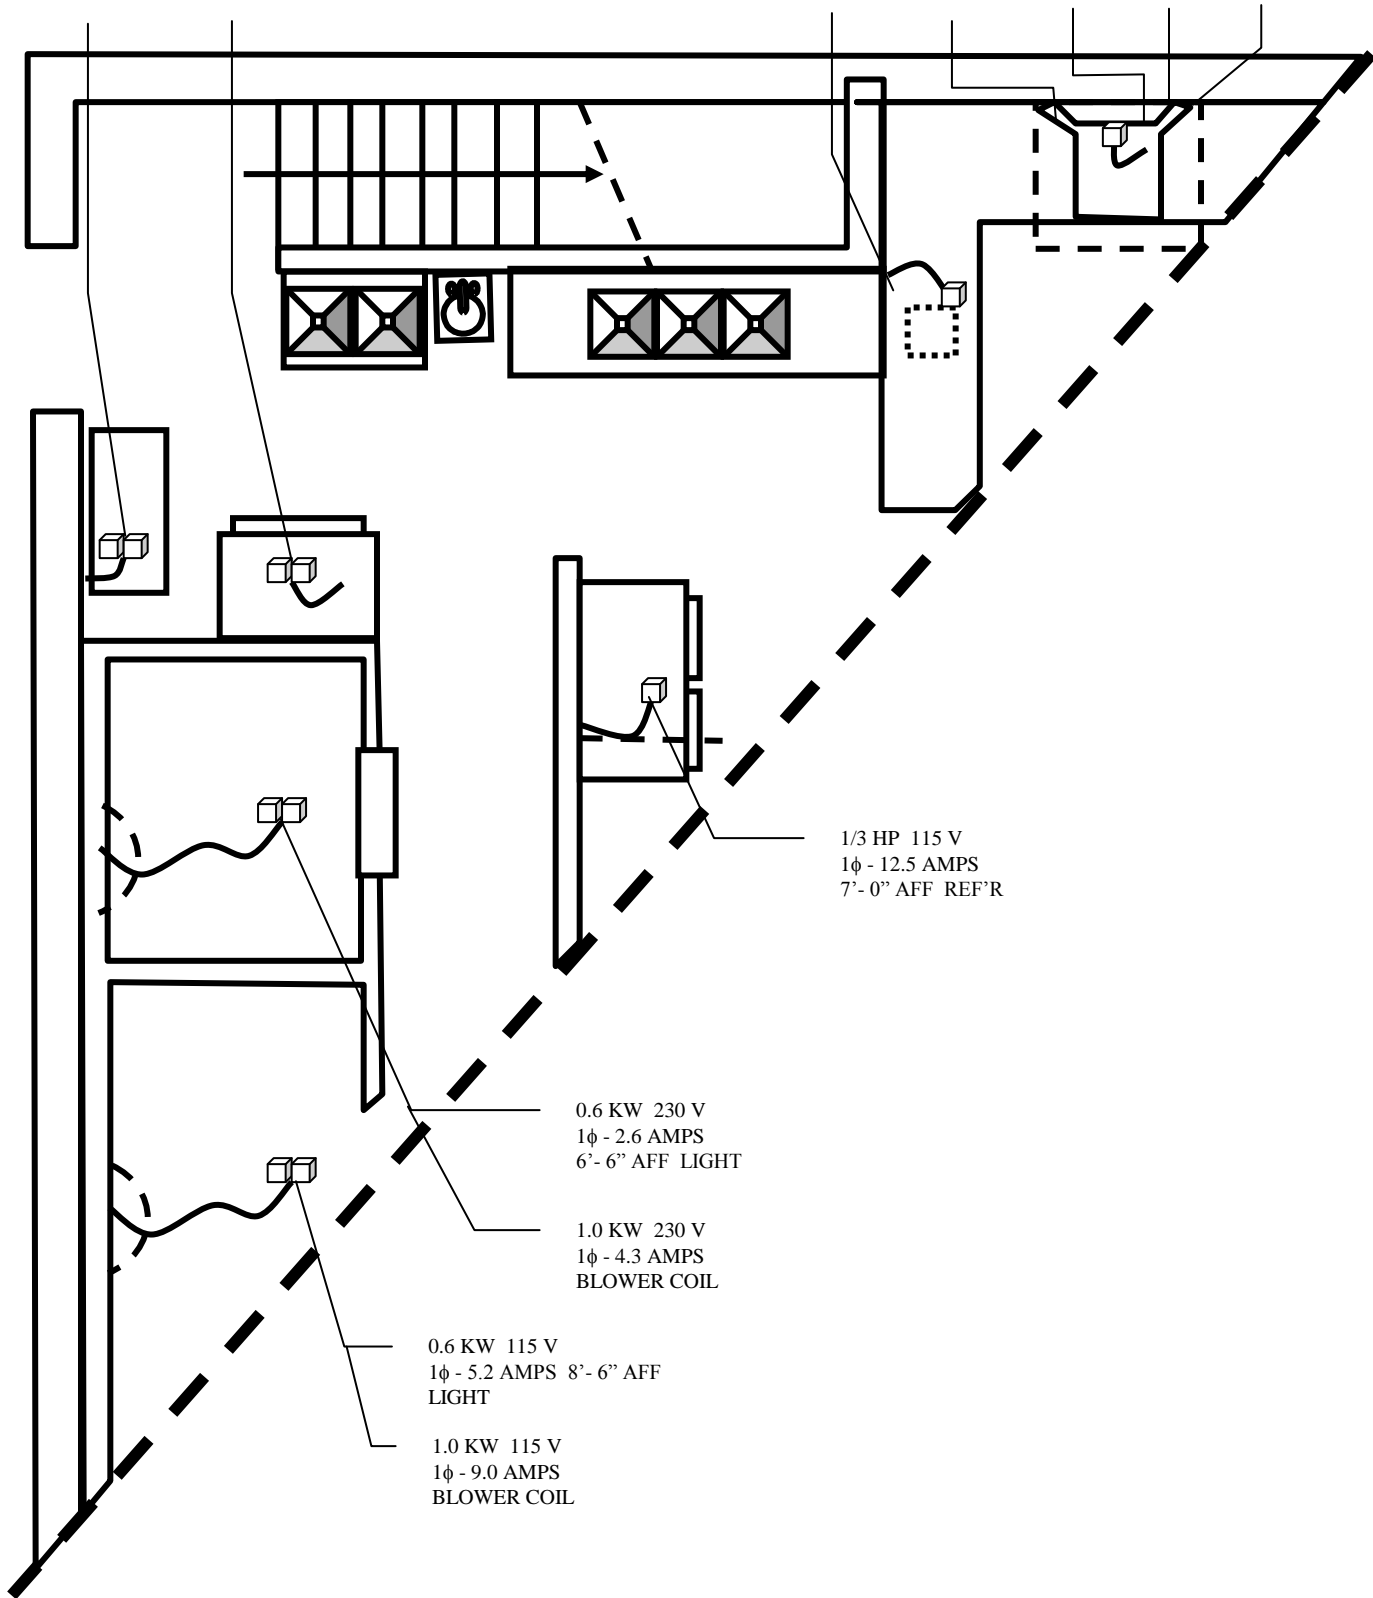 1/3 HP  115 V
1ϕ - 12.5 AMPS
7’- 0” AFF  REF’R
0.6 KW  230 V
1ϕ - 2.6 AMPS
6’- 6” AFF  LIGHT
1.0 KW  230 V
1ϕ - 4.3 AMPS
BLOWER COIL
0.6 KW  115 V
1ϕ - 5.2 AMPS  8’- 6” AFF
LIGHT
1.0 KW  115 V
1ϕ - 9.0 AMPS
BLOWER COIL